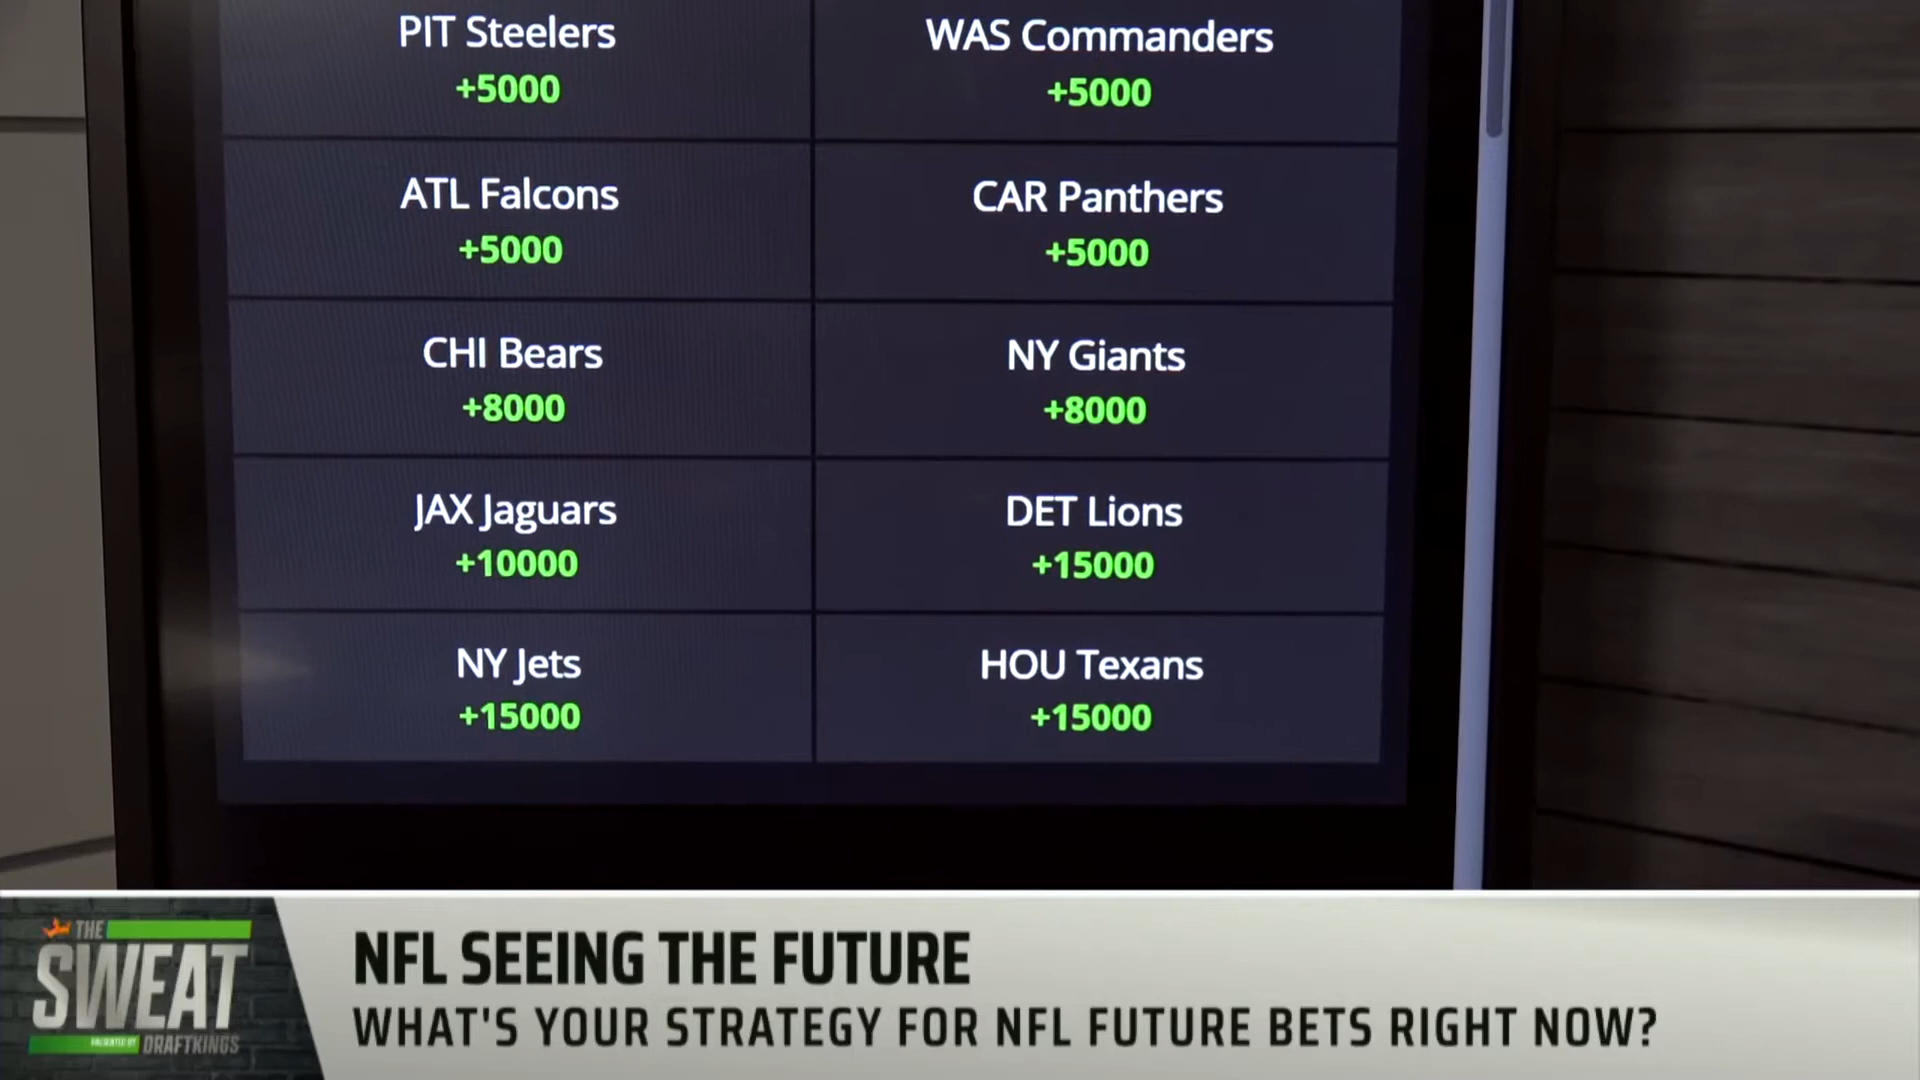 PIT Steelers
WAS Commanders
+5000
+5000
ATL Falcons
CAR Panthers
+5000
+5000
CHI Bears
NY Giants
+8000
+8000
JAX Jaguars
DET Lions
+10000
+15000
NY Jets
HOU Texans
+15000
+15000
THE
SWEAT
PRESENTED BY DRAFTKINGS
NFL SEEING THE FUTURE
WHAT'S YOUR STRATEGY FOR NFL FUTURE BETS RIGHT NOW?